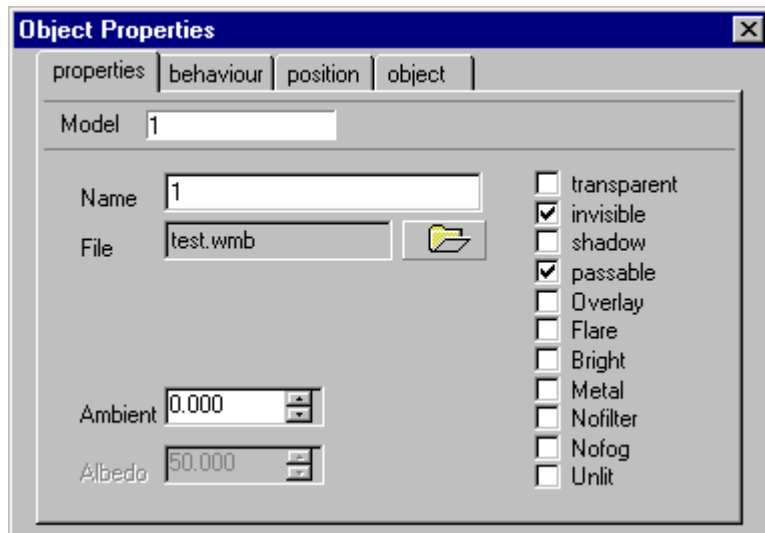 Object Properties
properties behaviour position object
Model 1
Name 1
File test.wmb
Ambient 0.000
Albedo 50.000
transparent
invisible
shadow
passable
Overlay
Flare
Bright
Metal
Nofilter
Nofog
Unlit